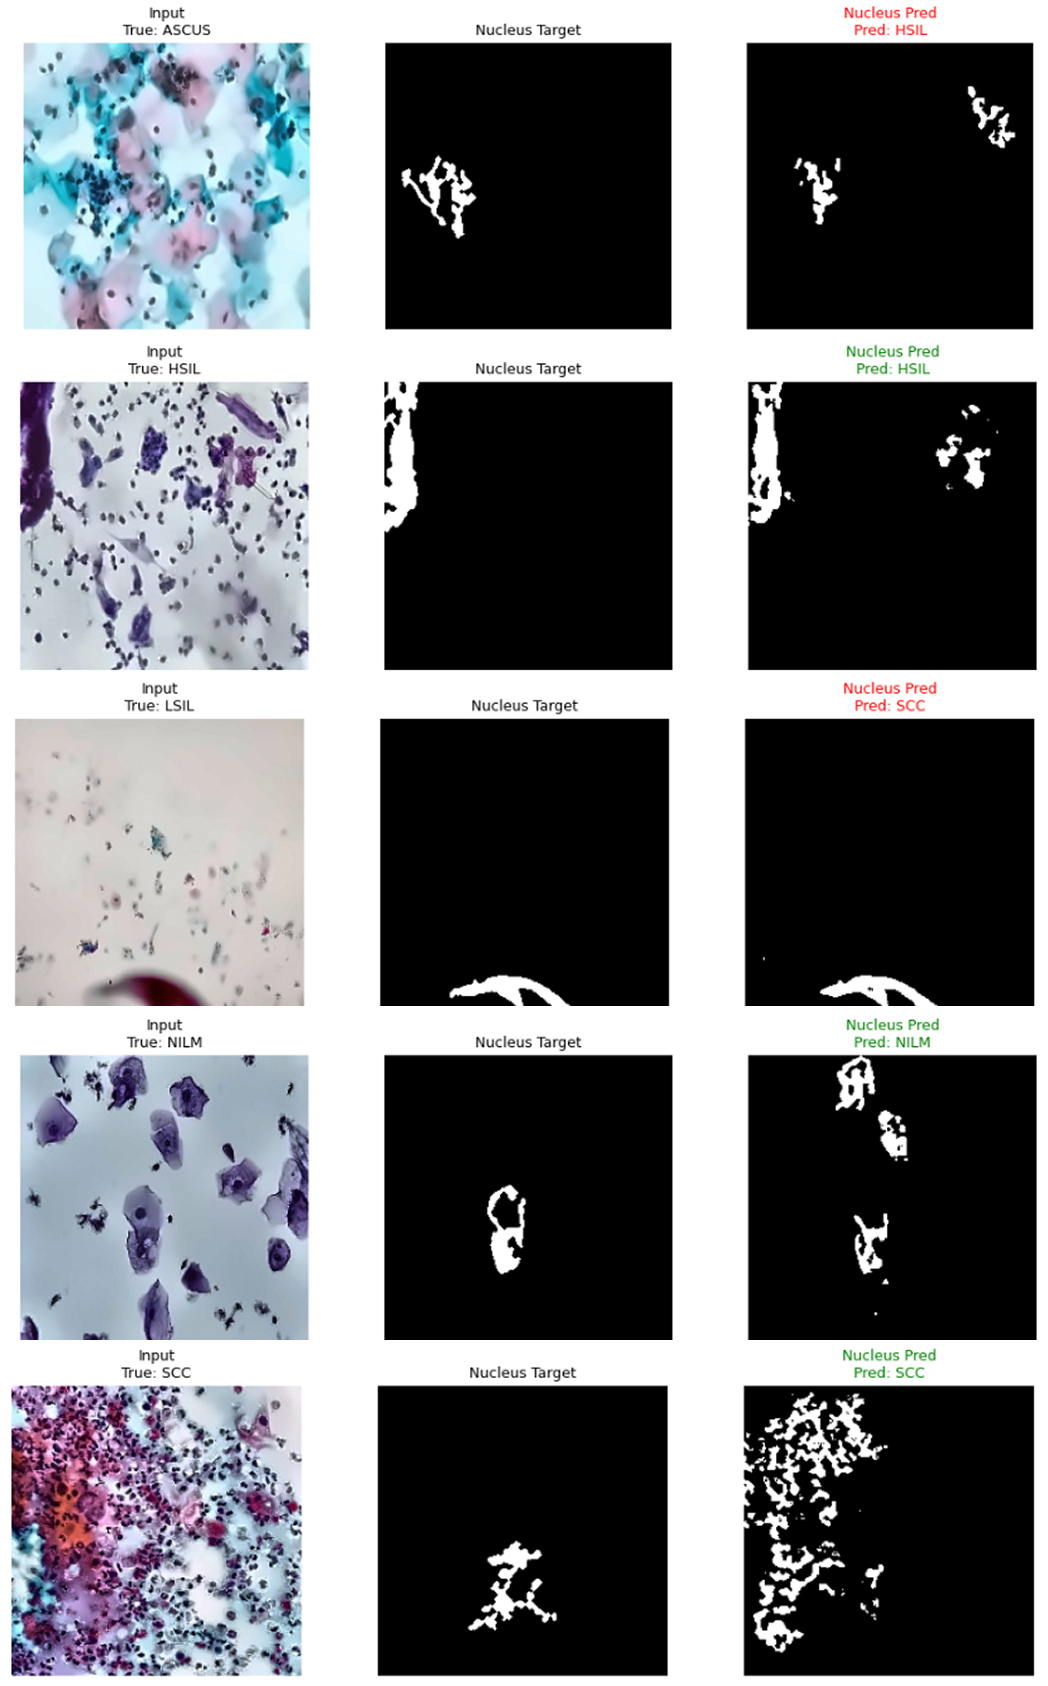 Input
True: ASCUS
Nucleus Target
Nucleus Pred
Pred: HSIL
Input
True: HSIL
Nucleus Target
Nucleus Pred
Pred: HSIL
Input
True: LSIL
Nucleus Target
Nucleus Pred
Pred: SCC
Input
True: NILM
Nucleus Target
Nucleus Pred
Pred: NILM
Input
True: SCC
Nucleus Target
Nucleus Pred
Pred: SCC